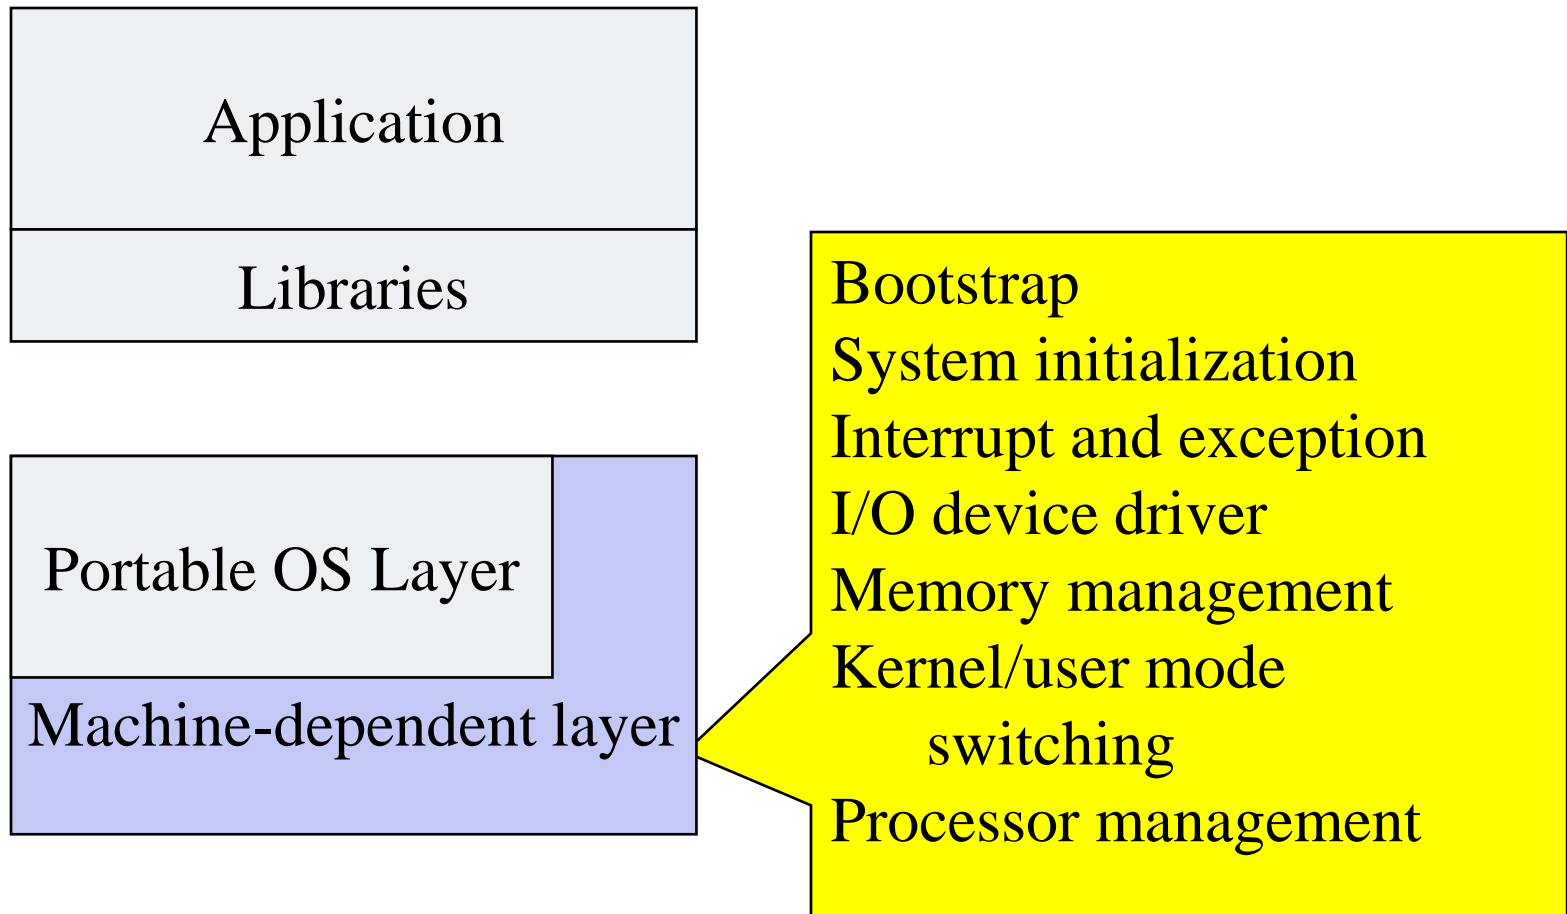 Application
Libraries
Portable OS Layer
Machine-dependent layer
Bootstrap
System initialization
Interrupt and exception
I/O device driver
Memory management
Kernel/user mode
switching
Processor management